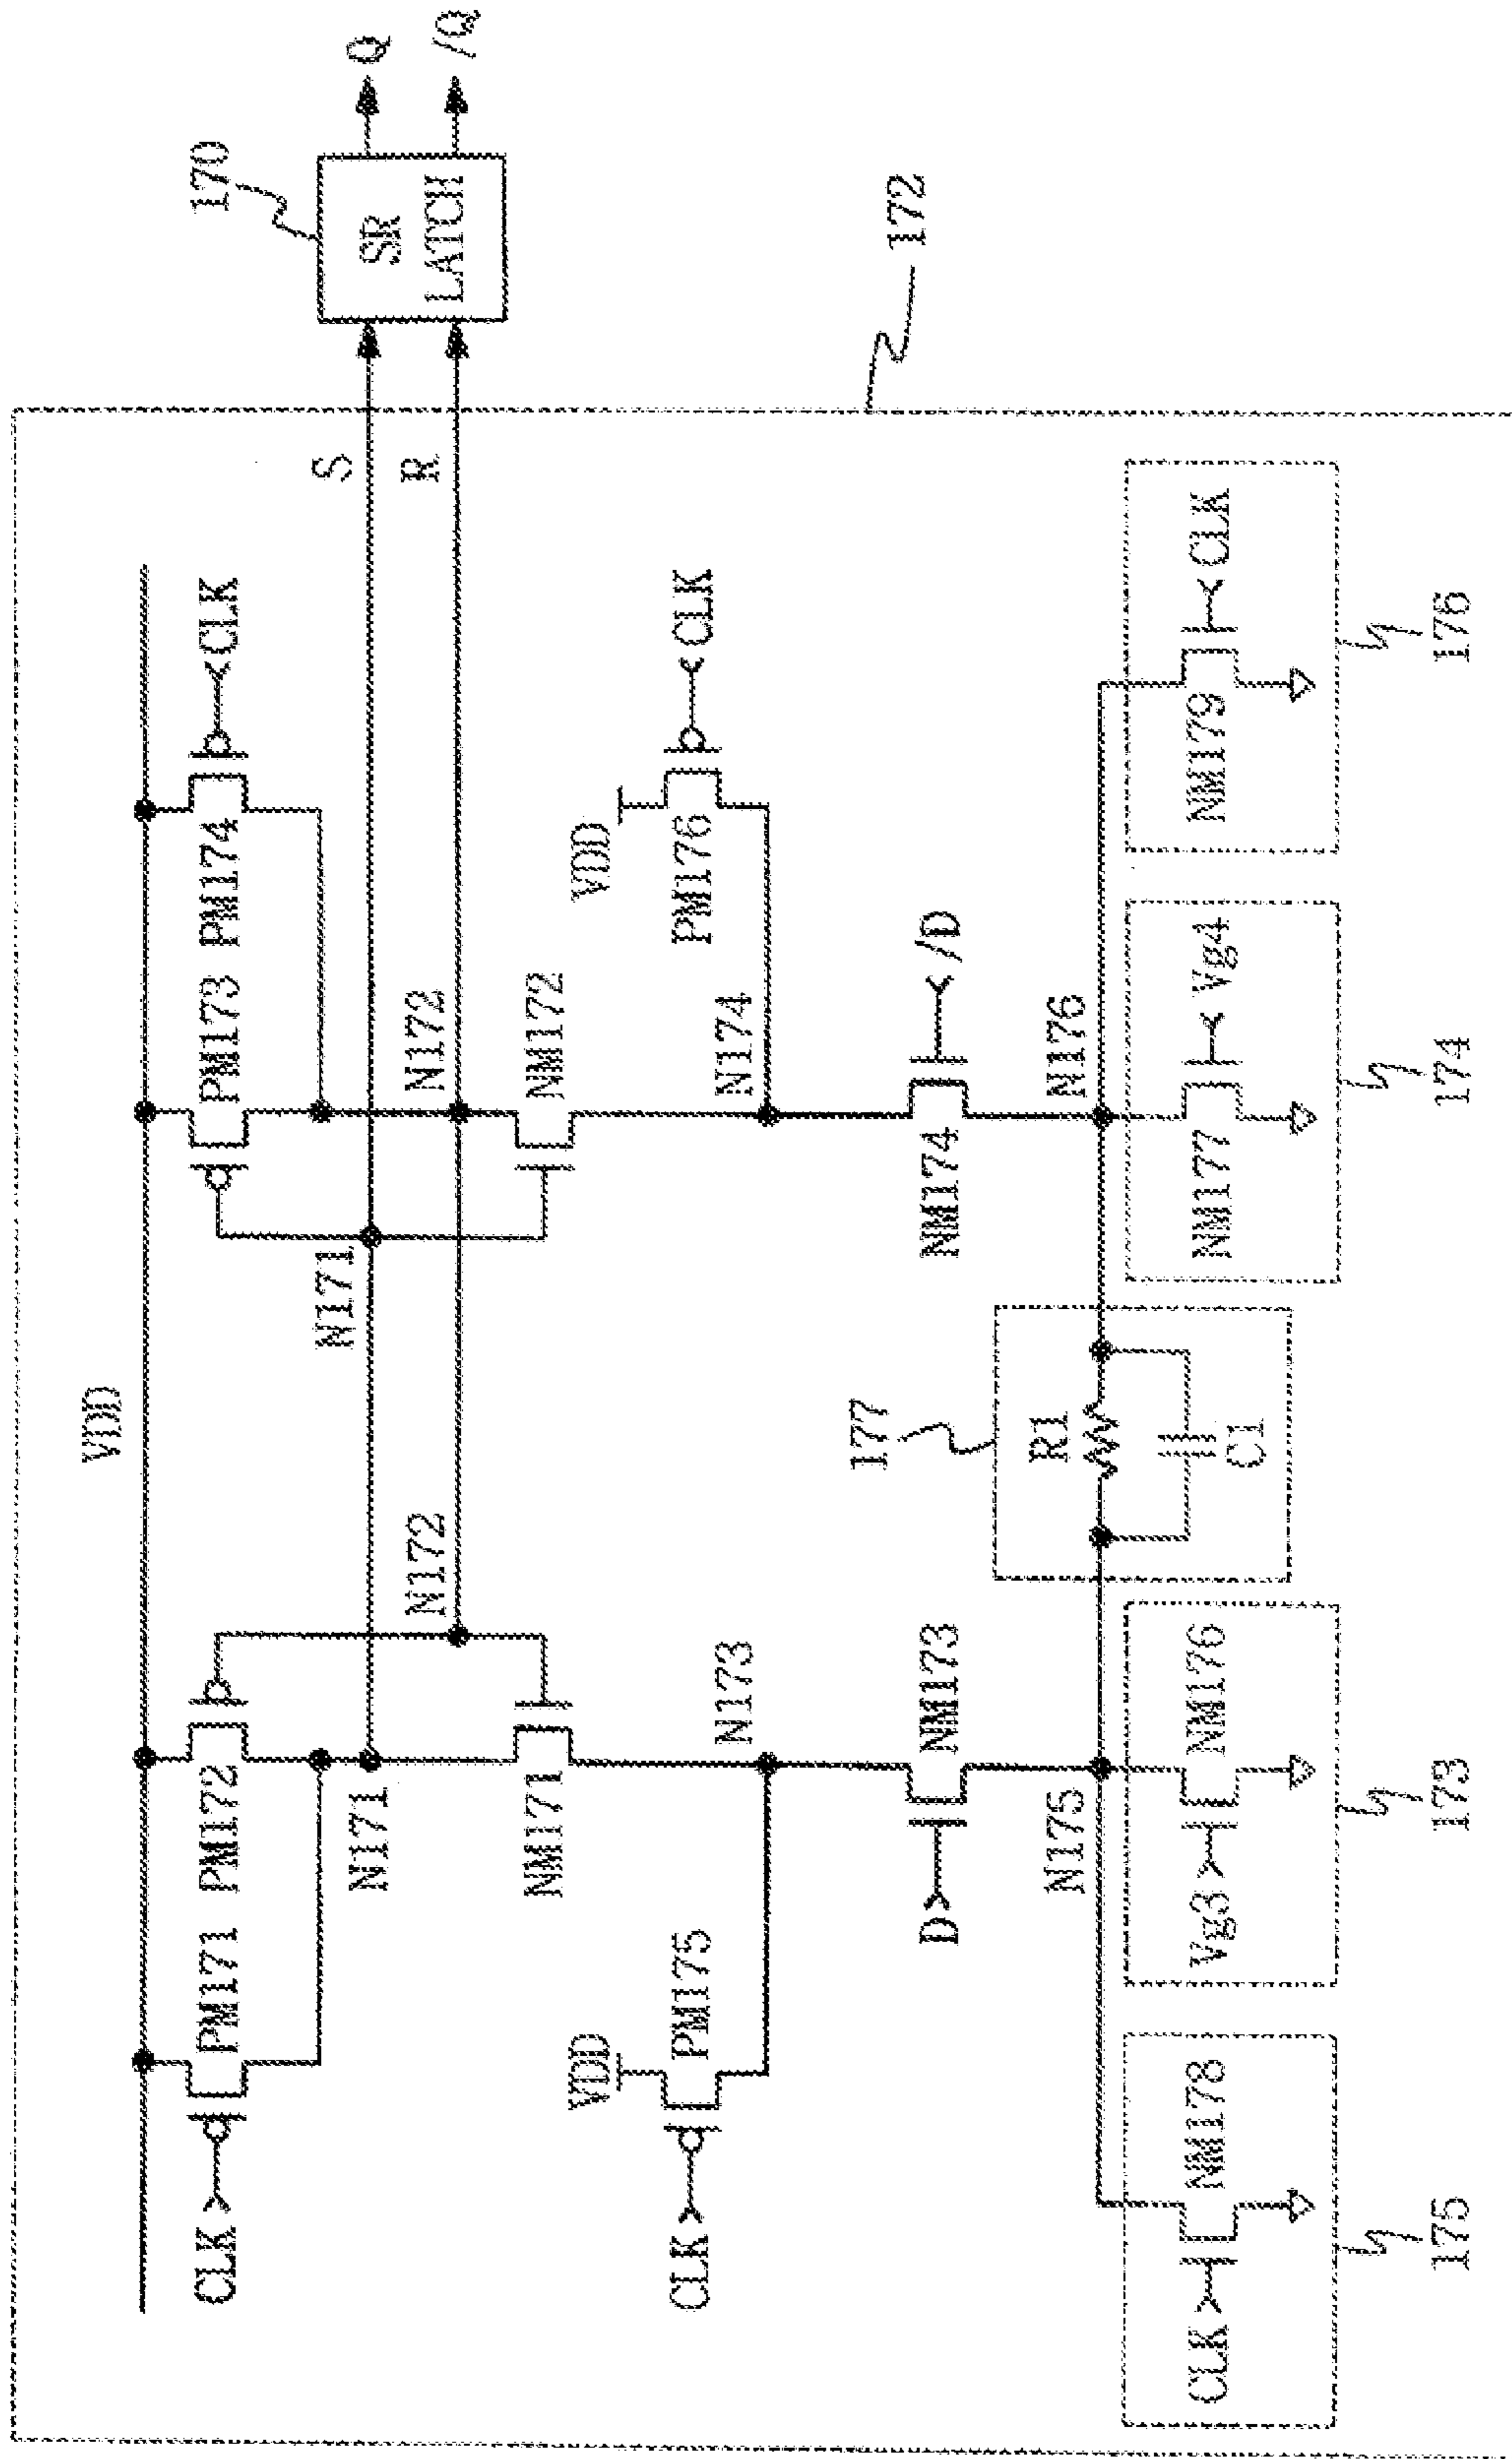 VDD
CLK
PM171
PM172
PM173
PM174
CLK
N171
N172
N171
N172
S
R
170
SR
LATCH
Q
/Q
NM171
NM172
VDD
CLK
PM175
N173
N174
VDD
PM176
CLK
D
NM173
NM174
/D
177
R1
C1
N175
N176
CLK
NM178
Vg3
NM176
NM177
Vg4
NM179
CLK
175
173
174
176
172